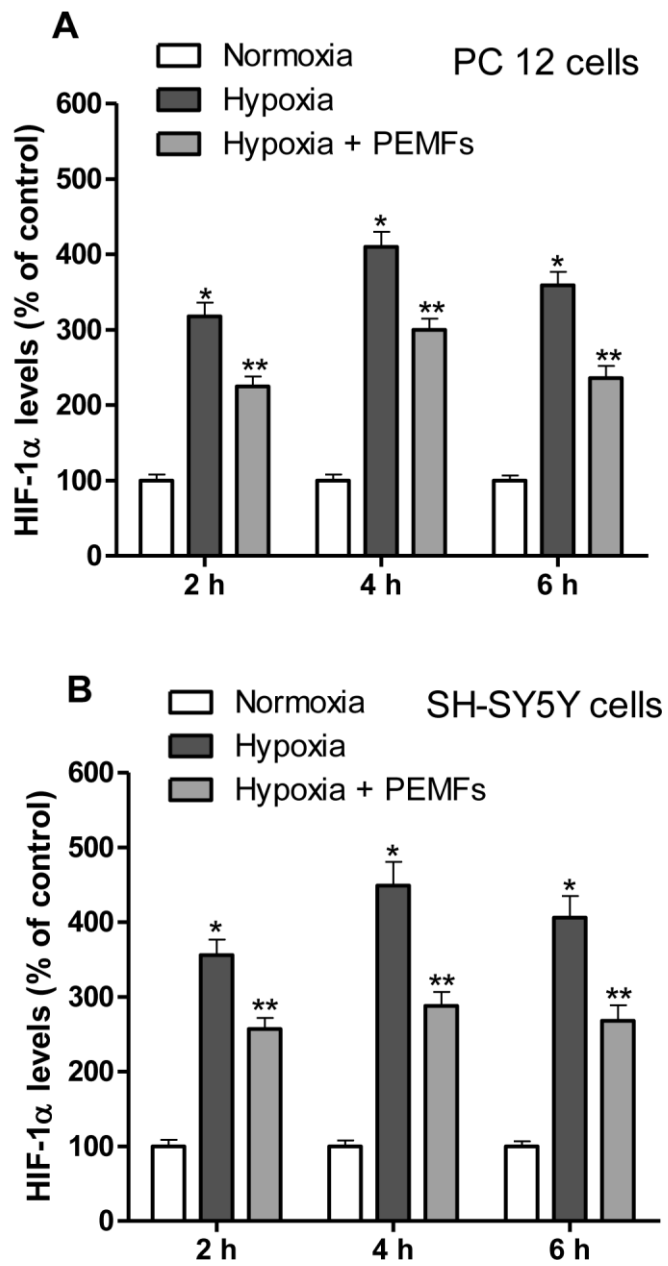 A
Normoxia
PC 12 cells
Hypoxia
Hypoxia + PEMFs
HIF-1α levels (% of control)
600
500
400
300
200
100
0
*
**
*
**
*
**
2 h
4 h
6 h
B
Normoxia
SH-SY5Y cells
Hypoxia
Hypoxia + PEMFs
HIF-1α levels (% of control)
600
500
400
300
200
100
0
*
**
*
**
*
**
2 h
4 h
6 h